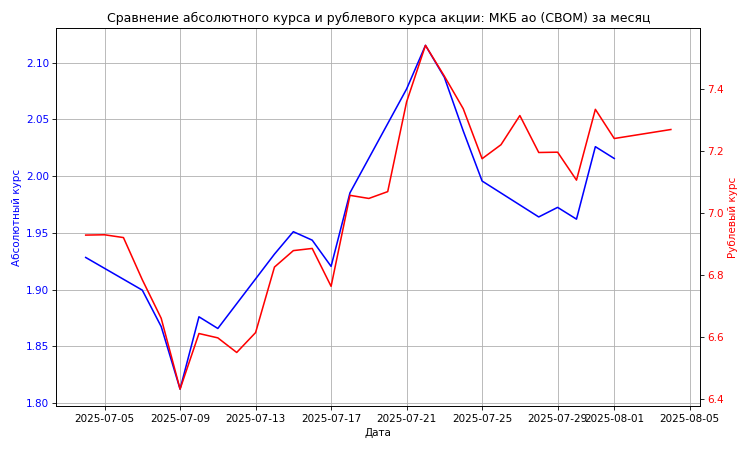 Сравнение абсолютного курса и рублевого курса акции: МКБ ао (CBOM) за месяц
2.10
2.05
2.00
1.95
1.90
1.85
1.80
Абсолютный курс
7.4
7.2
7.0
6.8
6.6
6.4
Рублевый курс
2025-07-05 2025-07-09 2025-07-13 2025-07-17 2025-07-21 2025-07-25 2025-07-29 2025-08-01 2025-08-05
Дата